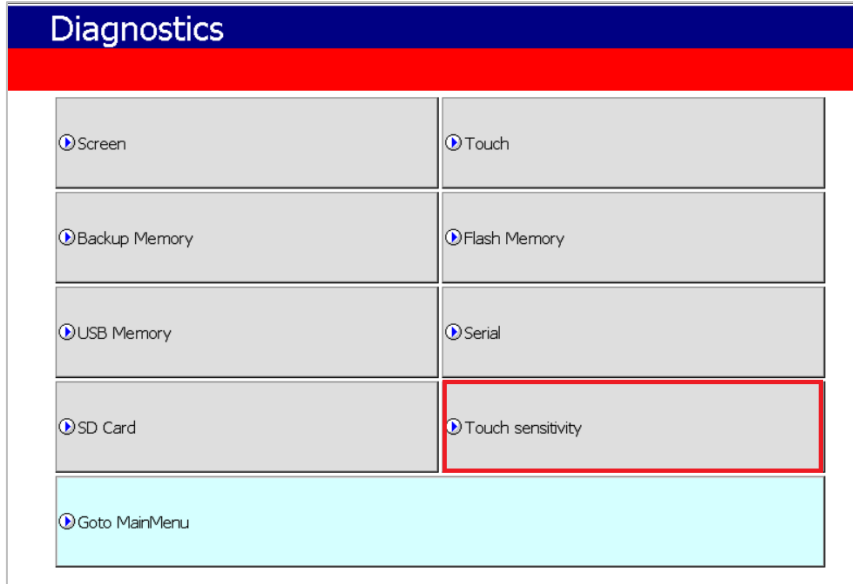 Diagnostics
Screen
Touch
Backup Memory
Flash Memory
USB Memory
Serial
SD Card
Touch sensitivity
Goto MainMenu